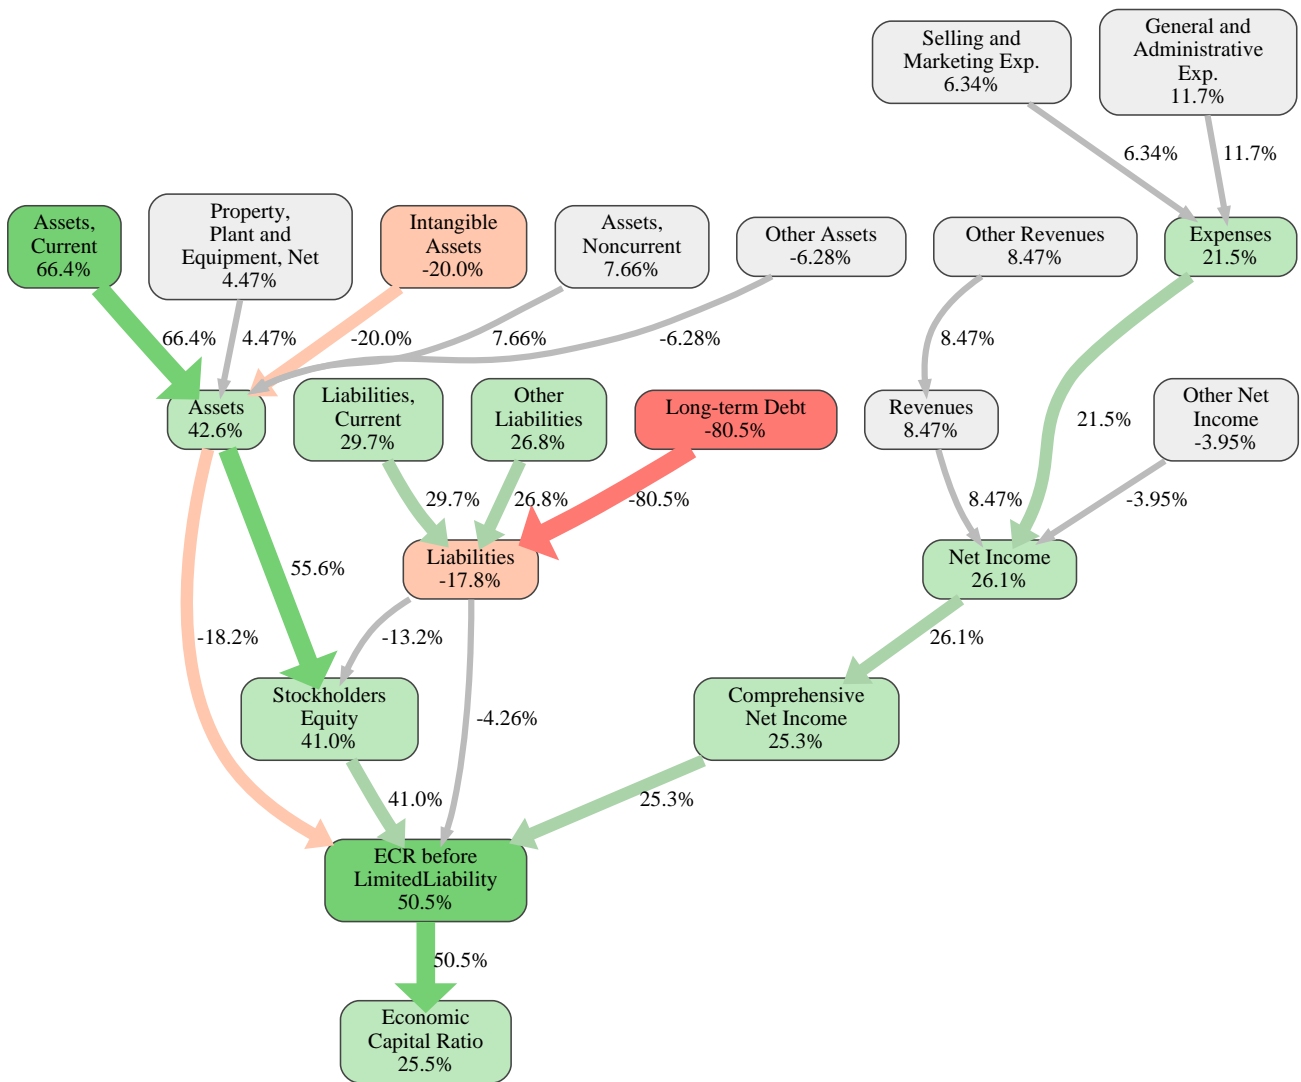 Selling and
Marketing Exp.
6.34%
General and
Administrative
Exp.
11.7%
6.34%
11.7%
Assets,
Current
66.4%
Property,
Plant and
Equipment, Net
4.47%
Intangible
Assets
-20.0%
Assets,
Noncurrent
7.66%
Other Assets
-6.28%
Other Revenues
8.47%
Expenses
21.5%
66.4%
4.47%
-20.0%
7.66%
-6.28%
8.47%
Assets
42.6%
Liabilities,
Current
29.7%
Other
Liabilities
26.8%
Long-term Debt
-80.5%
Revenues
8.47%
21.5%
Other Net
Income
-3.95%
29.7%
26.8%
-80.5%
8.47%
-3.95%
55.6%
Liabilities
-17.8%
Net Income
26.1%
-18.2%
-13.2%
26.1%
Stockholders
Equity
41.0%
-4.26%
Comprehensive
Net Income
25.3%
41.0%
25.3%
ECR before
LimitedLiability
50.5%
50.5%
Economic
Capital Ratio
25.5%